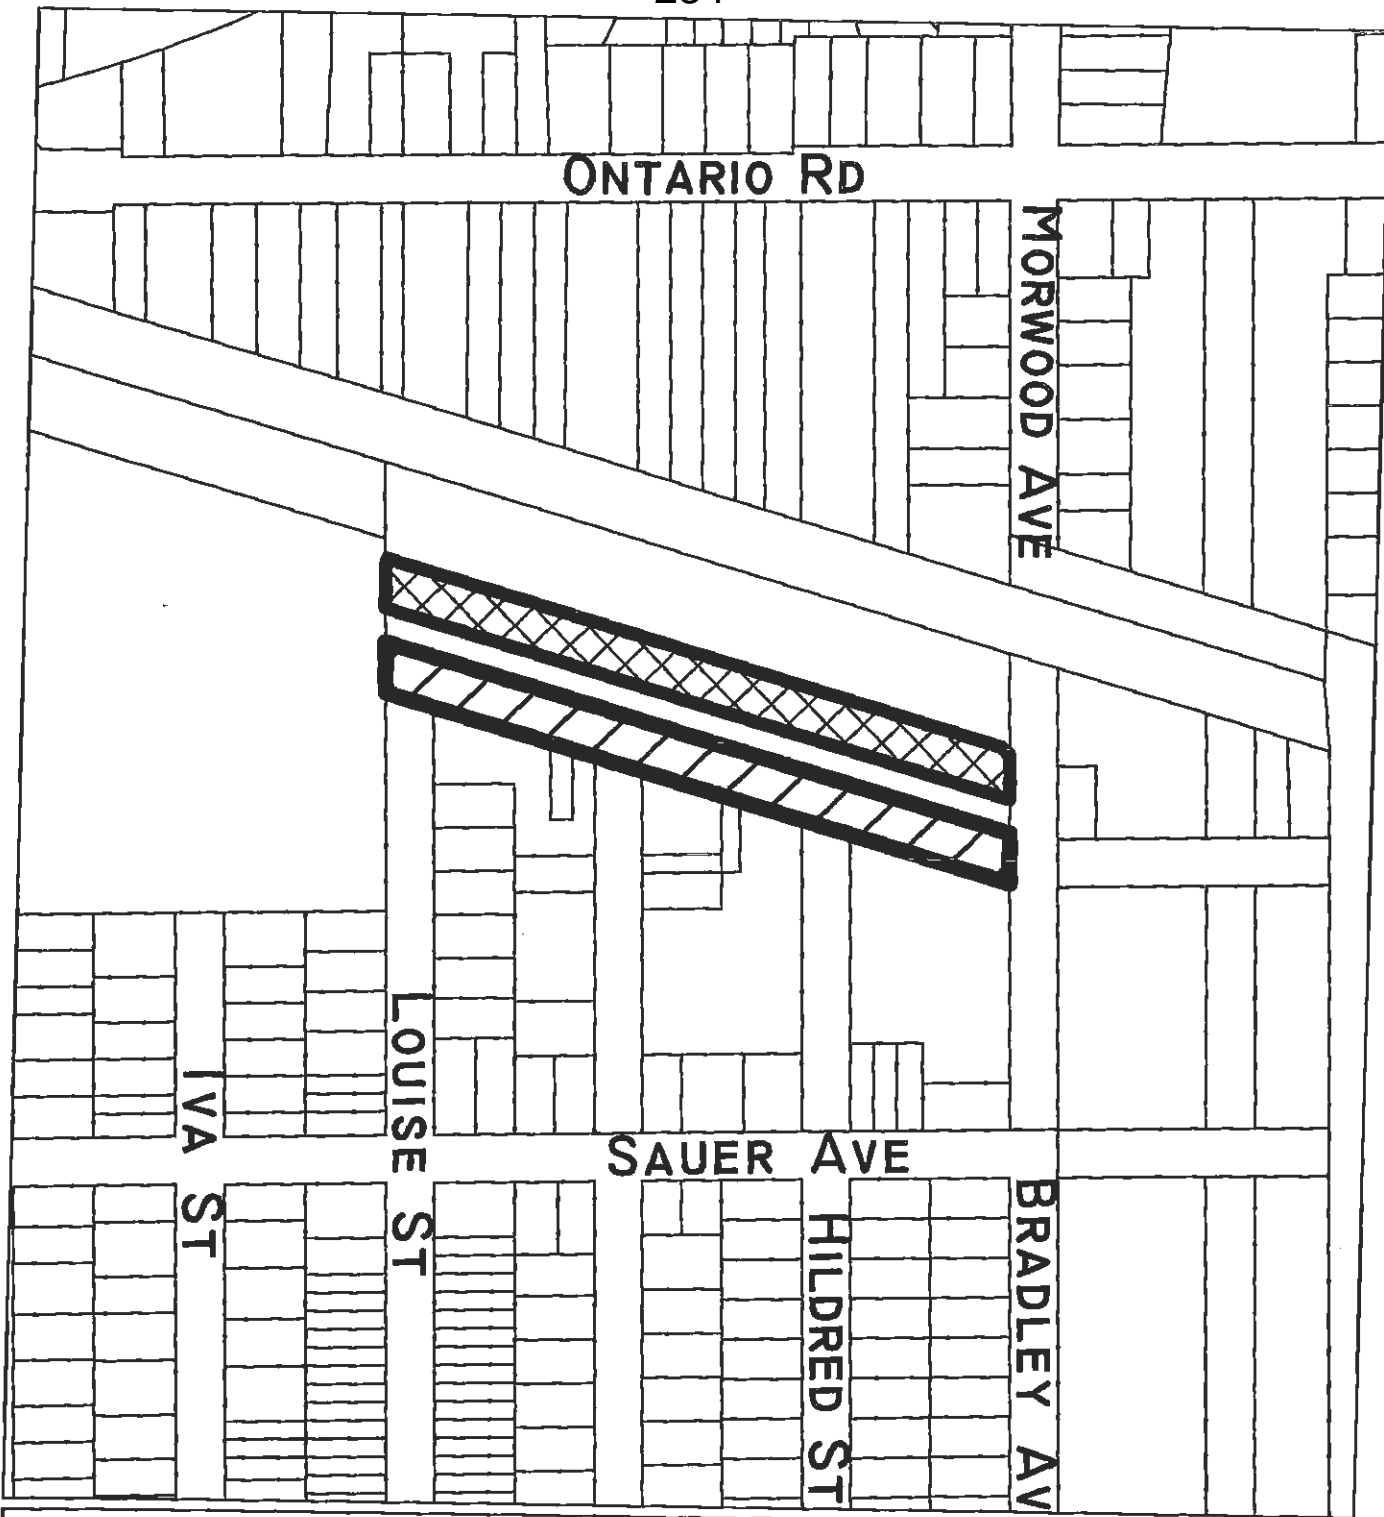 ONTARIO RD
MORWOOD AVE
LOUISE ST
IVA ST
SAUER AVE
HILDRED ST
BRADLEY AV